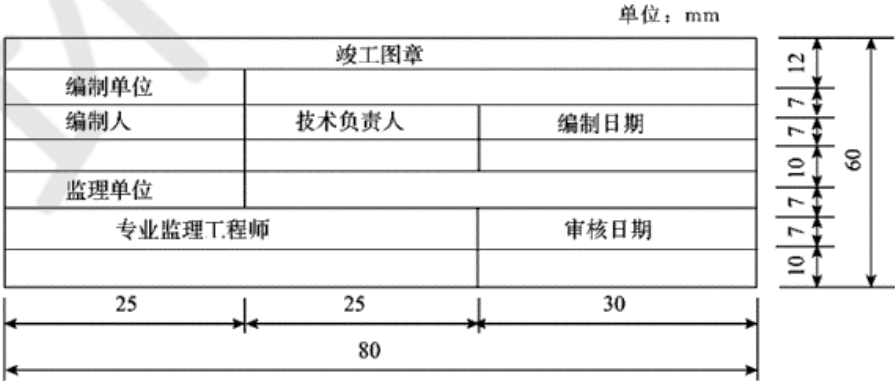 单位：mm
竣工图章
编制单位
编制人 技术负责人 编制日期
监理单位
专业监理工程师 审核日期
12
7
7
10
7
7
10
60
25 25 30
80